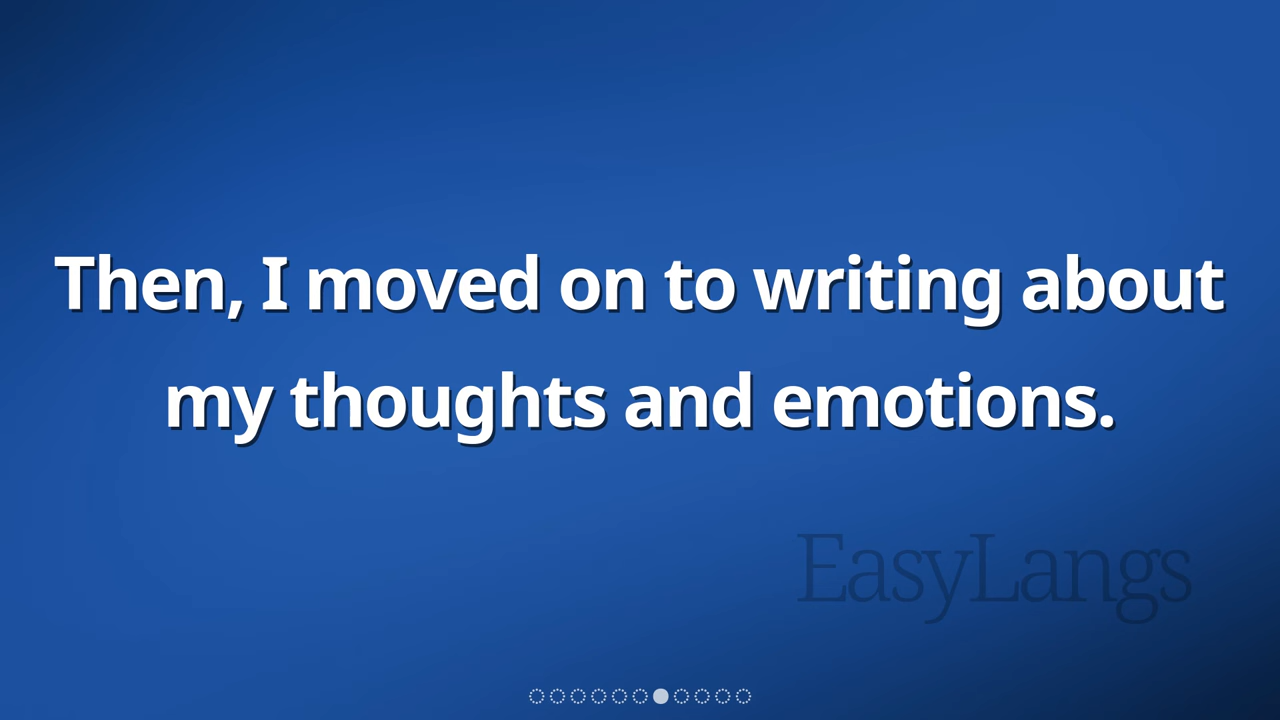 Then, I moved on to writing about
my thoughts and emotions.
EasyLangs